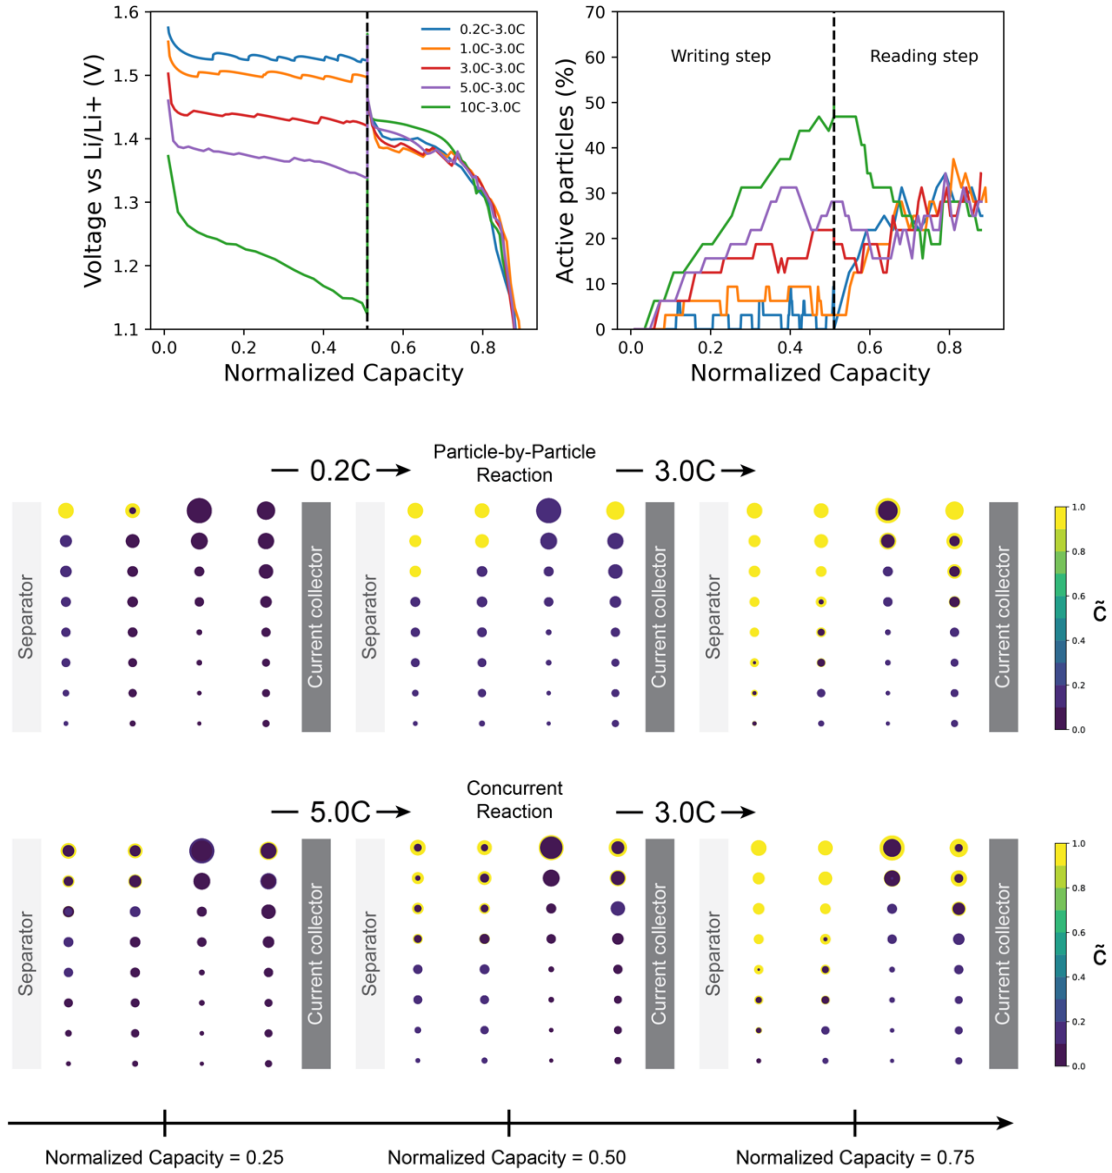 1.6
1.5
1.4
1.3
1.2
1.1
Voltage vs Li/Li+ (V)
0.2C-3.0C
1.0C-3.0C
3.0C-3.0C
5.0C-3.0C
10C-3.0C
0.0 0.2 0.4 0.6 0.8
Normalized Capacity
70
60
50
40
30
20
10
0
Active particles (%)
Writing step
Reading step
0.0 0.2 0.4 0.6 0.8
Normalized Capacity
0.2C
Particle-by-Particle
Reaction
3.0C
Separator
Current collector
Separator
Current collector
Separator
Current collector
1.0
0.8
0.6
0.4
0.2
0.0
c̃
5.0C
Concurrent
Reaction
3.0C
Separator
Current collector
Separator
Current collector
Separator
Current collector
1.0
0.8
0.6
0.4
0.2
0.0
c̃
Normalized Capacity = 0.25
Normalized Capacity = 0.50
Normalized Capacity = 0.75